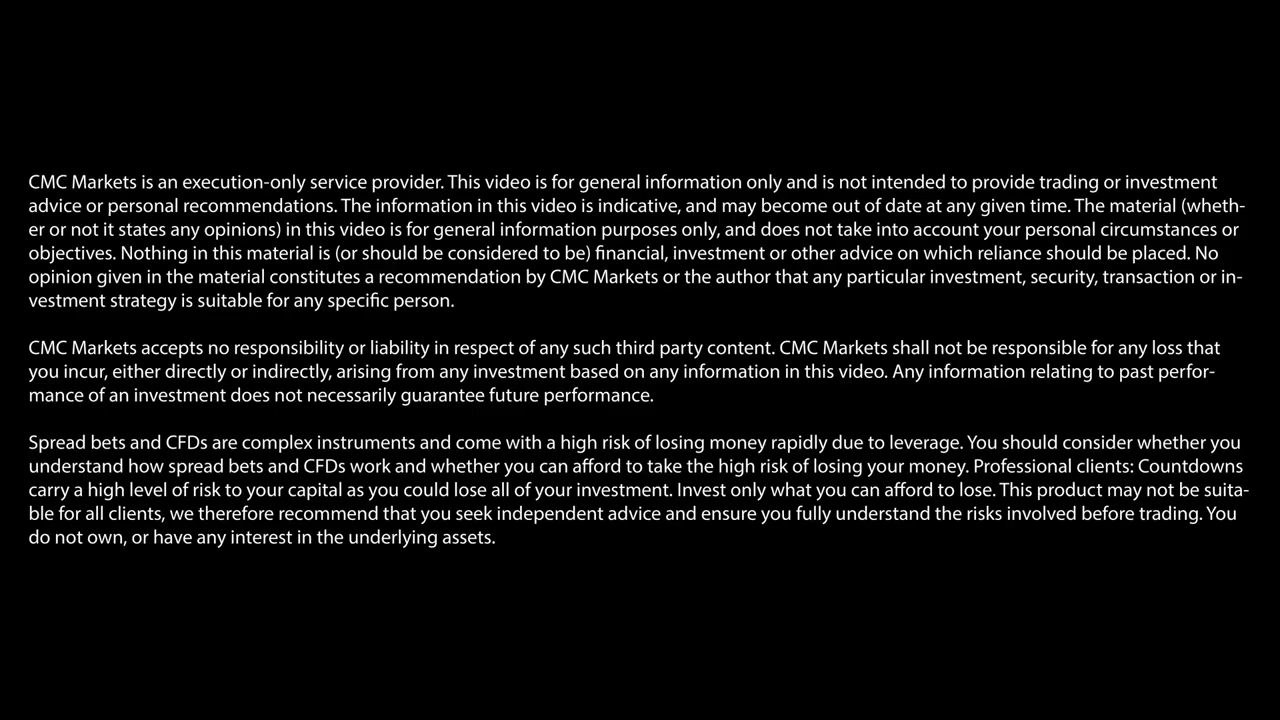 CMC Markets is an execution-only service provider. This video is for general information only and is not intended to provide trading or investment
advice or personal recommendations. The information in this video is indicative, and may become out of date at any given time. The material (wheth-
er or not it states any opinions) in this video is for general information purposes only, and does not take into account your personal circumstances or
objectives. Nothing in this material is (or should be considered to be) financial, investment or other advice on which reliance should be placed. No
opinion given in the material constitutes a recommendation by CMC Markets or the author that any particular investment, security, transaction or in-
vestment strategy is suitable for any specific person.
CMC Markets accepts no responsibility or liability in respect of any such third party content. CMC Markets shall not be responsible for any loss that
you incur, either directly or indirectly, arising from any investment based on any information in this video. Any information relating to past perfor-
mance of an investment does not necessarily guarantee future performance.
Spread bets and CFDs are complex instruments and come with a high risk of losing money rapidly due to leverage. You should consider whether you
understand how spread bets and CFDs work and whether you can afford to take the high risk of losing your money. Professional clients: Countdowns
carry a high level of risk to your capital as you could lose all of your investment. Invest only what you can afford to lose. This product may not be suita-
ble for all clients, we therefore recommend that you seek independent advice and ensure you fully understand the risks involved before trading. You
do not own, or have any interest in the underlying assets.